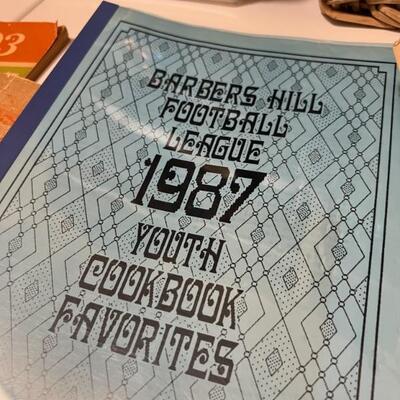 BARBERS HILL
FOOTBALL
LEAGUE
1987
YOUTH
COOKBOOK
FAVORITES